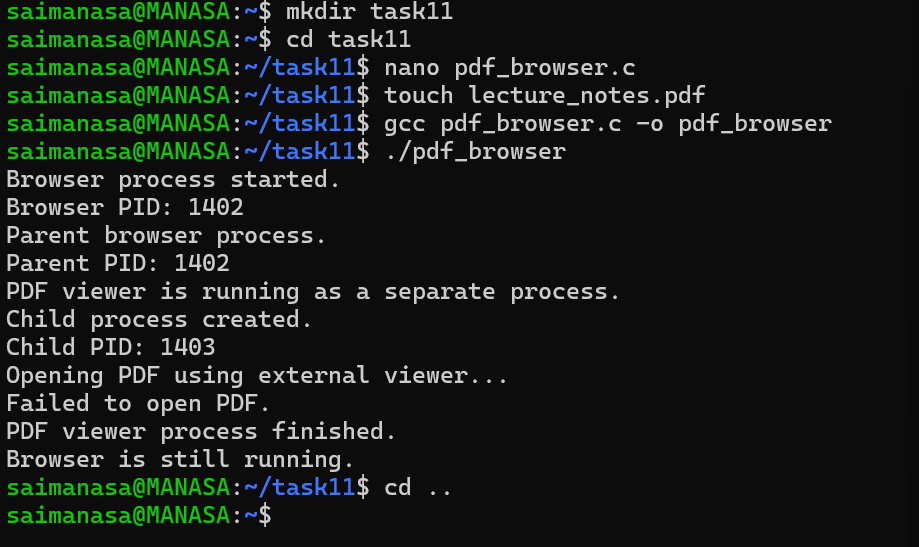 saimanasa@MANASA:~$ mkdir task11
saimanasa@MANASA:~$ cd task11
saimanasa@MANASA:~/task11$ nano pdf_browser.c
saimanasa@MANASA:~/task11$ touch lecture_notes.pdf
saimanasa@MANASA:~/task11$ gcc pdf_browser.c -o pdf_browser
saimanasa@MANASA:~/task11$ ./pdf_browser
Browser process started.
Browser PID: 1402
Parent browser process.
Parent PID: 1402
PDF viewer is running as a separate process.
Child process created.
Child PID: 1403
Opening PDF using external viewer...
Failed to open PDF.
PDF viewer process finished.
Browser is still running.
saimanasa@MANASA:~/task11$ cd ..
saimanasa@MANASA:~$